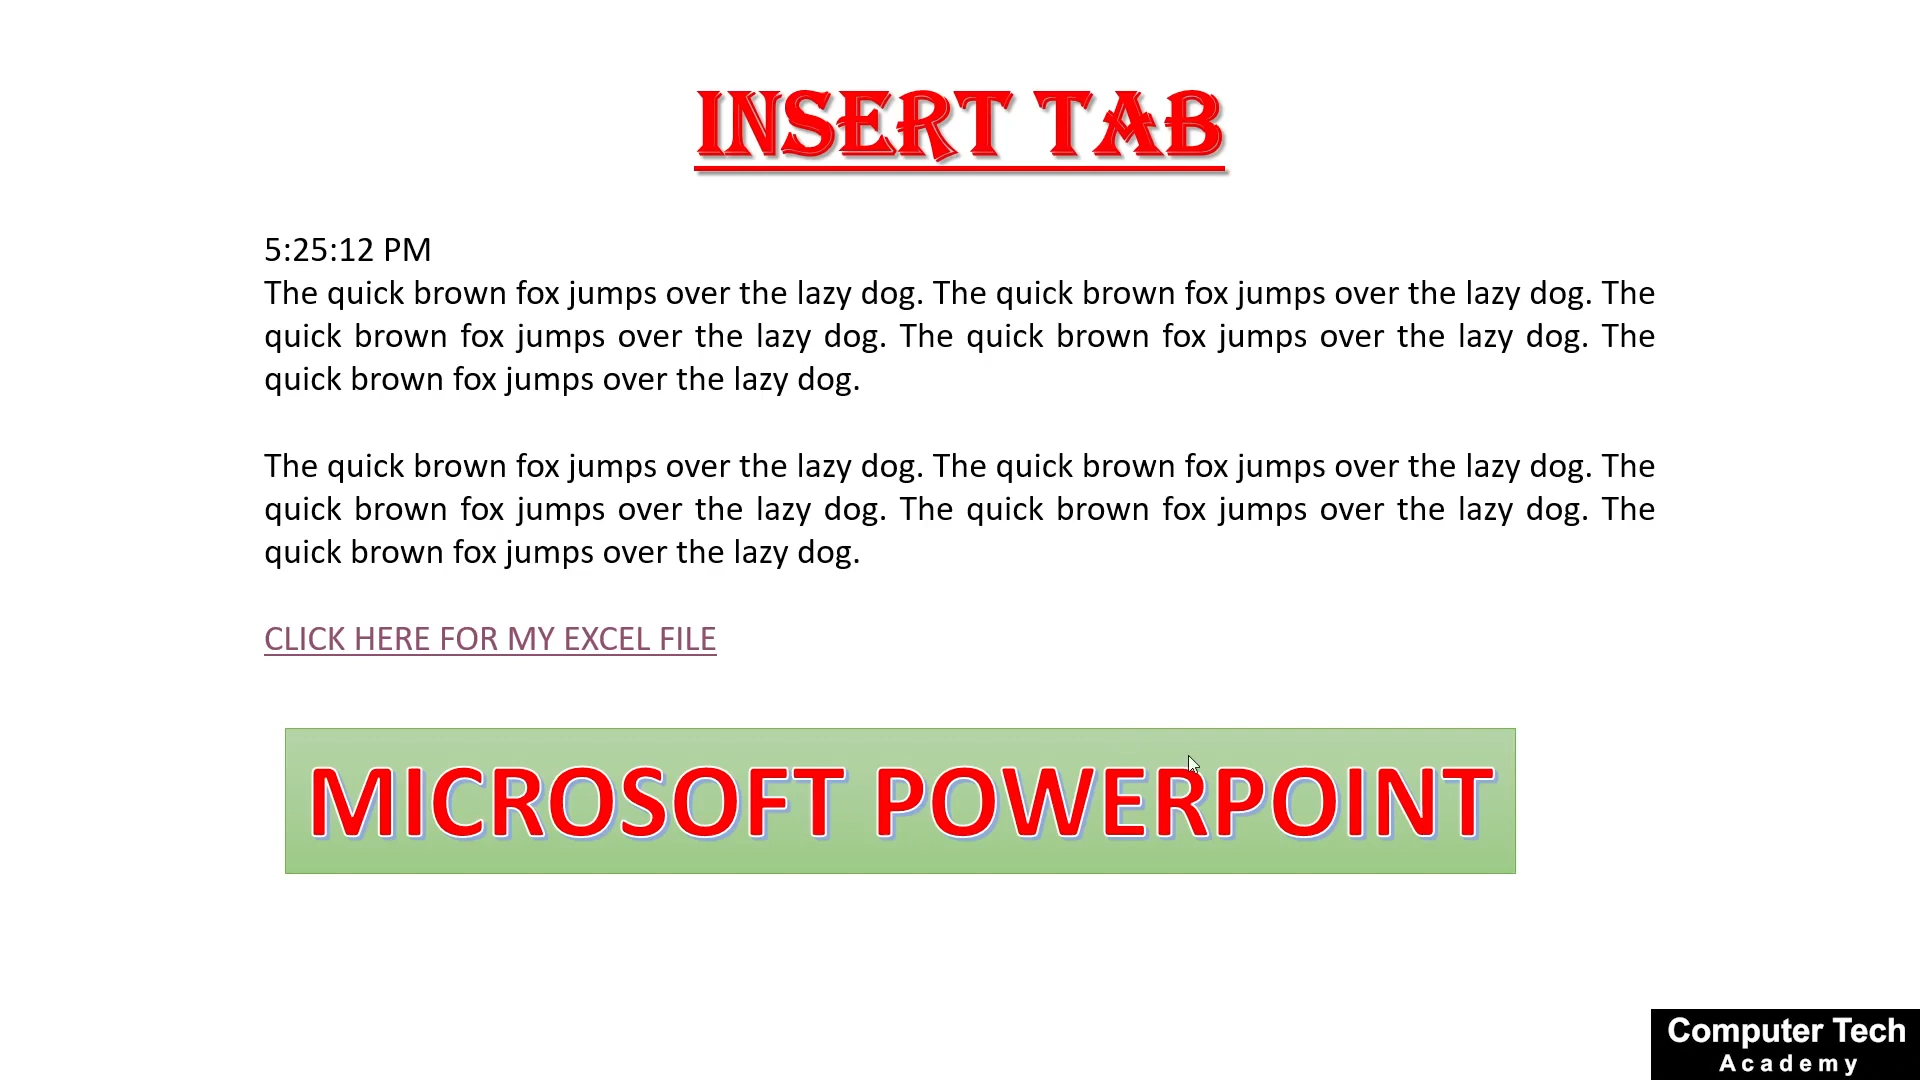 INSERT TAB
5:25:12 PM
The quick brown fox jumps over the lazy dog. The quick brown fox jumps over the lazy dog. The
quick brown fox jumps over the lazy dog. The quick brown fox jumps over the lazy dog. The
quick brown fox jumps over the lazy dog.
The quick brown fox jumps over the lazy dog. The quick brown fox jumps over the lazy dog. The
quick brown fox jumps over the lazy dog. The quick brown fox jumps over the lazy dog. The
quick brown fox jumps over the lazy dog.
CLICK HERE FOR MY EXCEL FILE
MICROSOFT POWERPOINT
Computer Tech
Academy